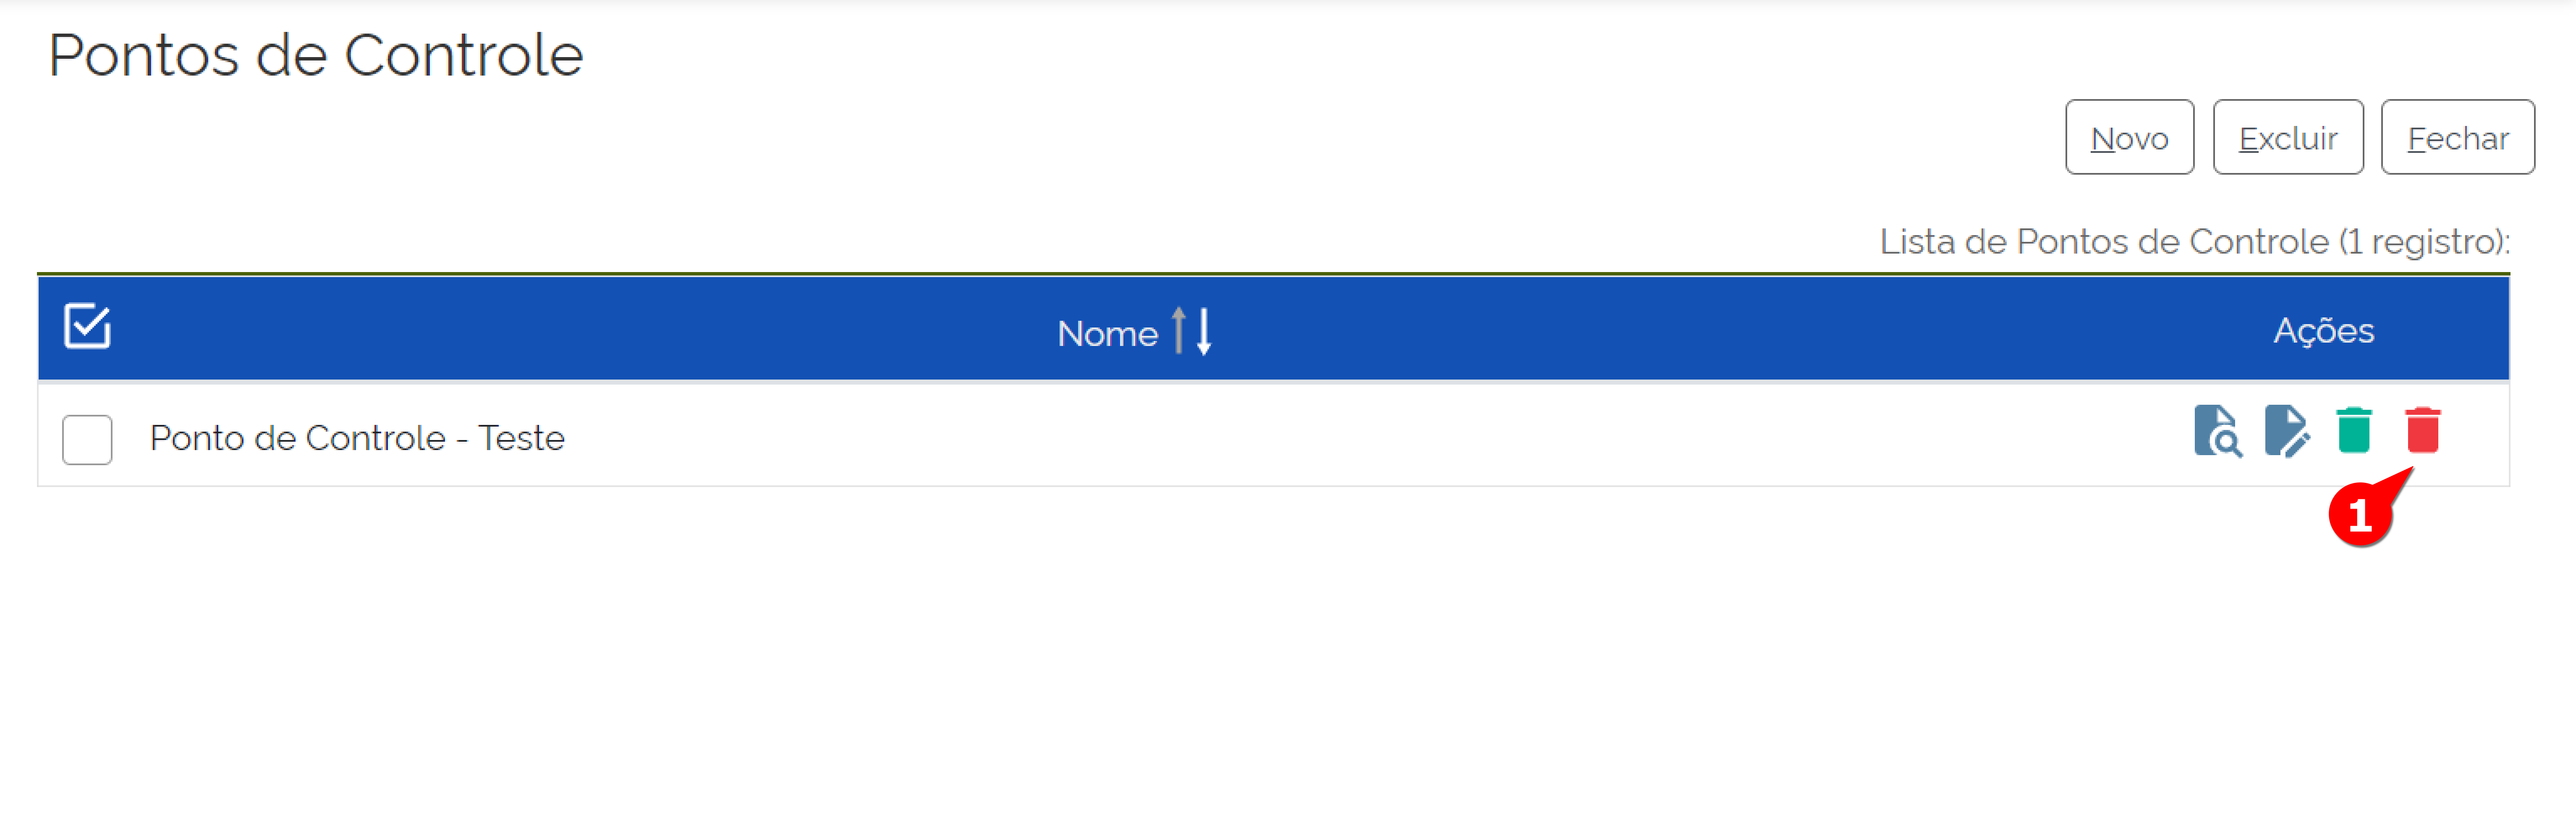 Pontos de Controle
Novo Excluir Fechar
Lista de Pontos de Controle (1 registro):
Nome Ações
Ponto de Controle - Teste
1